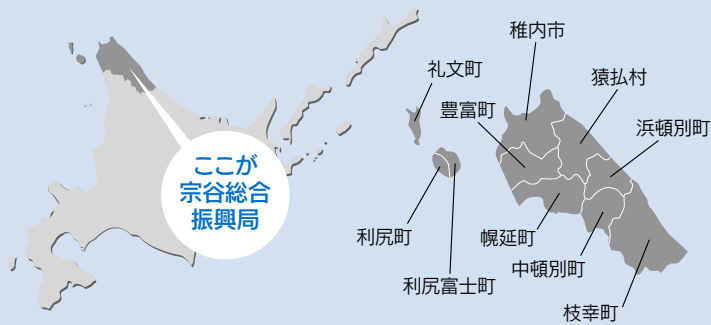 ここが
宗谷総合
振興局
稚内市
礼文町
猿払村
豊富町
浜頓別町
利尻町
幌延町
中頓別町
利尻富士町
枝幸町